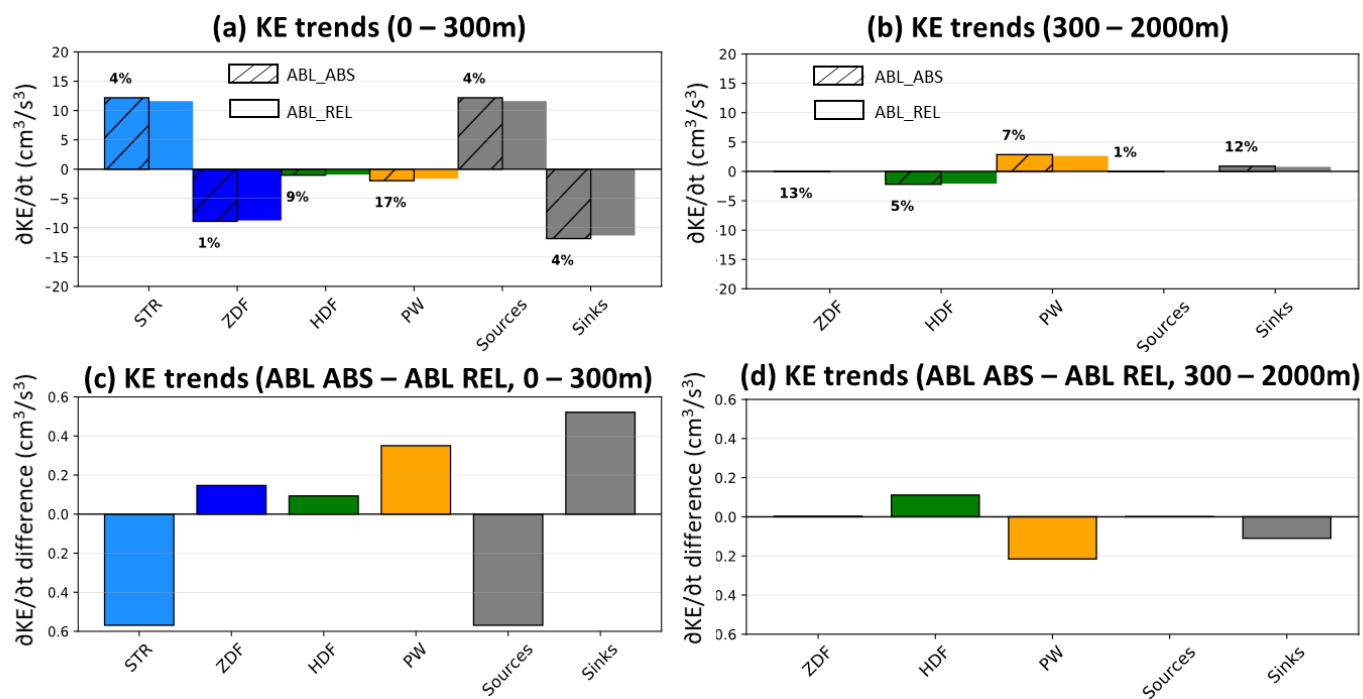 (a) KE trends (0 – 300m)
∂KE/∂t (cm³/s³)
20
15
10
5
0
−5
−10
−15
−20
4%
1%
9%
17%
4%
4%
ABL_ABS
ABL_REL
STR
ZDF
HDF
PW
Sources
Sinks
(b) KE trends (300 – 2000m)
∂KE/∂t (cm³/s³)
20
15
10
5
0
−5
-10
-15
-20
13%
5%
7%
1%
12%
ABL_ABS
ABL_REL
ZDF
HDF
PW
Sources
Sinks
(c) KE trends (ABL ABS – ABL REL, 0 – 300m)
∂KE/∂t difference (cm³/s³)
0.6
0.4
0.2
0.0
0.2
0.4
0.6
STR
ZDF
HDF
PW
Sources
Sinks
(d) KE trends (ABL ABS – ABL REL, 300 – 2000m)
∂KE/∂t difference (cm³/s³)
0.6
0.4
0.2
0.0
0.2
0.4
0.6
ZDF
HDF
PW
Sources
Sinks